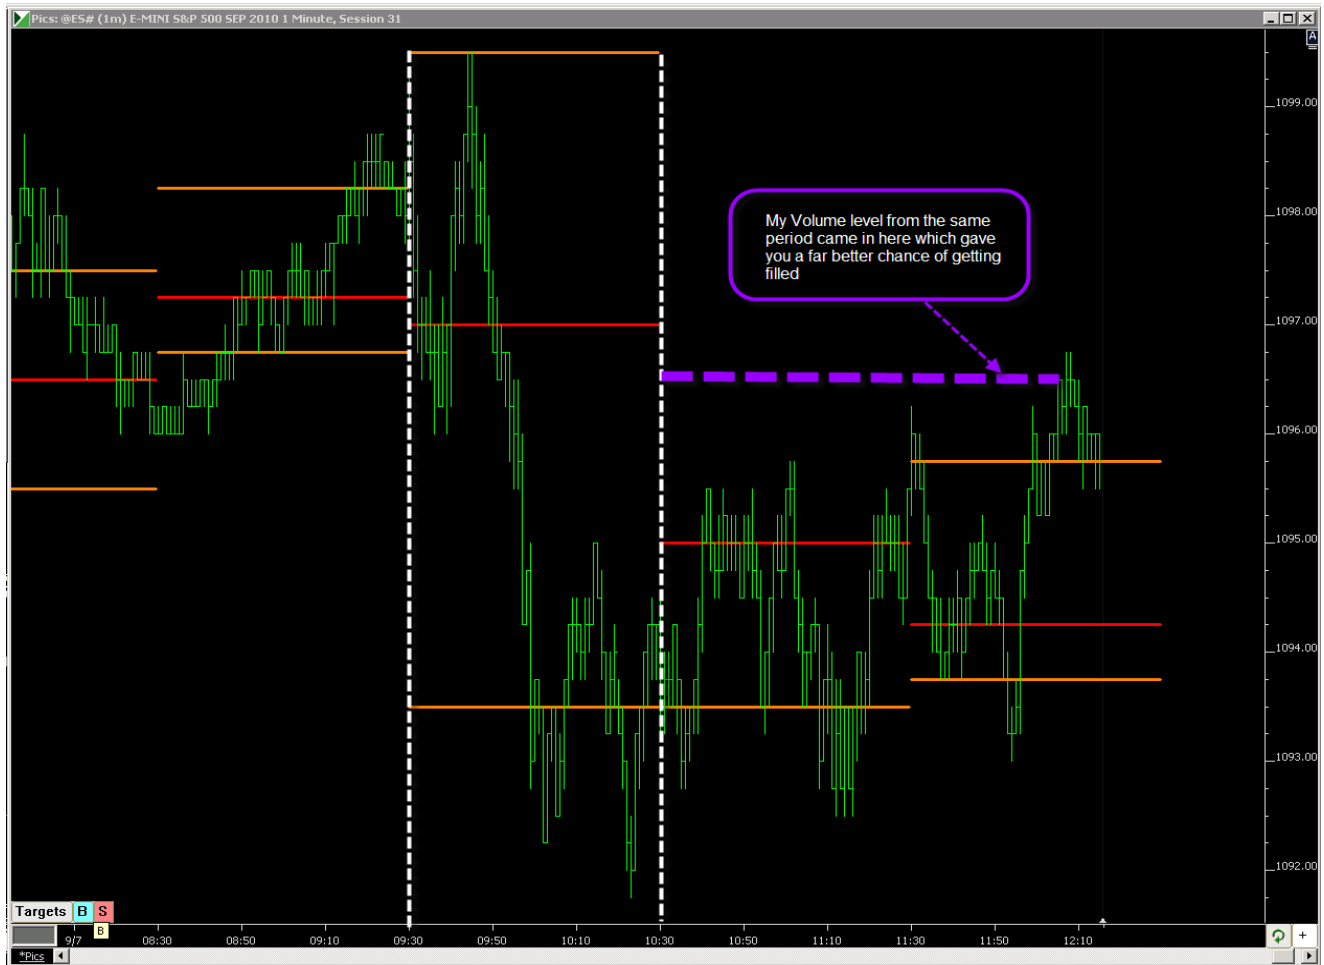 Pics: @ES# (1m) E-MINI S&P 500 SEP 2010 1 Minute, Session 31
A
1099.00
1098.00
My Volume level from the same
period came in here which gave
you a far better chance of getting
filled
1097.00
1096.00
1095.00
1094.00
1093.00
1092.00
Targets B S
B
9/7 08:30 08:50 09:10 09:30 09:50 10:10 10:30 10:50 11:10 11:30 11:50 12:10
*Pics